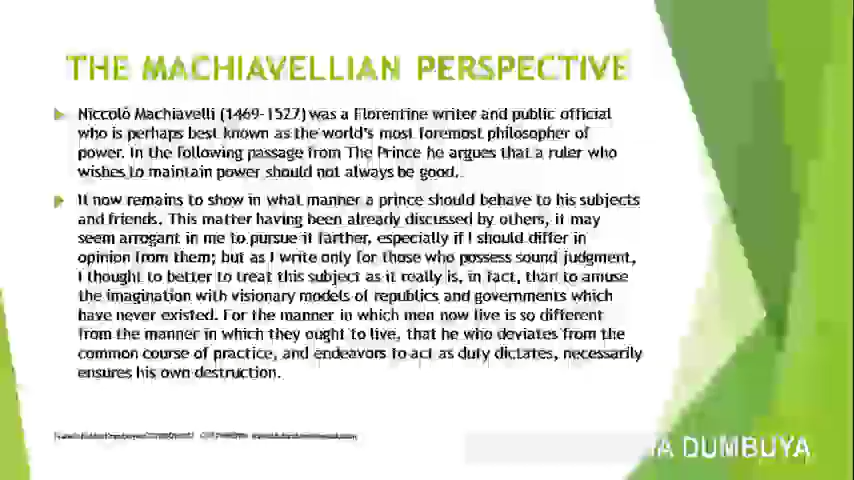 THE MACHIAVELLIAN PERSPECTIVE
Niccoló Machiavelli (1469-1527) was a Florentine writer and public official
who is perhaps best known as the world's most foremost philosopher of
power. In the following passage from The Prince he argues that a ruler who
wishes to maintain power should not always be good.
It now remains to show in what manner a prince should behave to his subjects
and friends. This matter having been already discussed by others, it may
seem arrogant in me to pursue it farther, especially if I should differ in
opinion from them; but as I write only for those who possess sound judgment,
I thought to better to treat this subject as it really is, in fact, than to amuse
the imagination with visionary models of republics and governments which
have never existed. For the manner in which men now live is so different
from the manner in which they ought to live, that he who deviates from the
common course of practice, and endeavors to act as duty dictates, necessarily
ensures his own destruction.
DUMBUYA